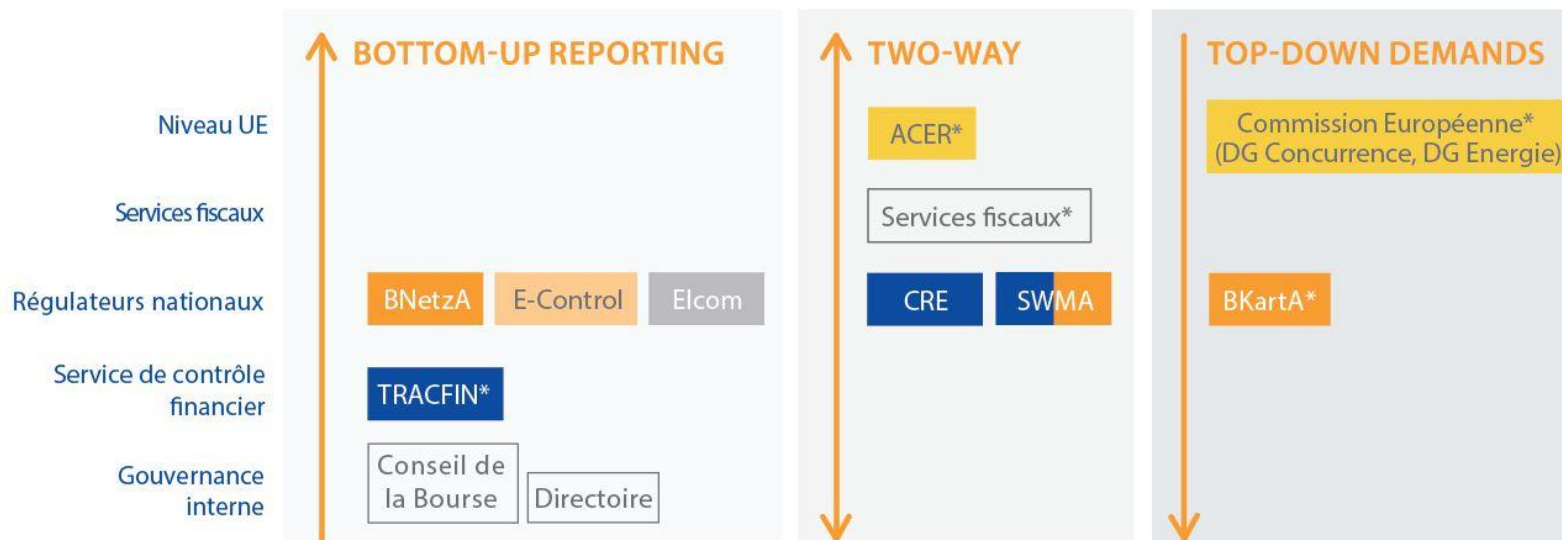 BOTTOM-UP REPORTING
TWO-WAY
TOP-DOWN DEMANDS
Niveau UE
ACER*
Commission Européenne*
(DG Concurrence, DG Energie)
Services fiscaux
Services fiscaux*
Régulateurs nationaux
BNetzA
E-Control
Elcom
CRE
SWMA
BKartA*
Service de contrôle
financier
TRACFIN*
Gouvernance
interne
Conseil de
la Bourse
Directoire